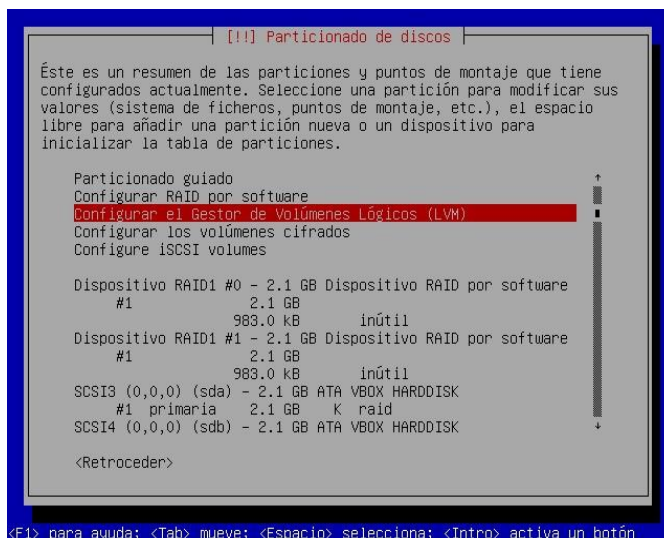 [!!] Particionado de discos
Éste es un resumen de las particiones y puntos de montaje que tiene
configurados actualmente. Seleccione una partición para modificar sus
valores (sistema de ficheros, puntos de montaje, etc.), el espacio
libre para añadir una partición nueva o un dispositivo para
inicializar la tabla de particiones.
Particionado guiado
Configurar RAID por software
Configurar el Gestor de Volúmenes Lógicos (LVM)
Configurar los volúmenes cifrados
Configure iSCSI volumes
Dispositivo RAID1 #0 – 2.1 GB Dispositivo RAID por software
#1 2.1 GB
983.0 kB inútil
Dispositivo RAID1 #1 – 2.1 GB Dispositivo RAID por software
#1 2.1 GB
983.0 kB inútil
SCSI3 (0,0,0) (sda) – 2.1 GB ATA VBOX HARDDISK
#1 primaria 2.1 GB K raid
SCSI4 (0,0,0) (sdb) – 2.1 GB ATA VBOX HARDDISK
<Retroceder>
<F1> para ayuda; <Tab> mueve; <Espacio> selecciona; <Intro> activa un botón